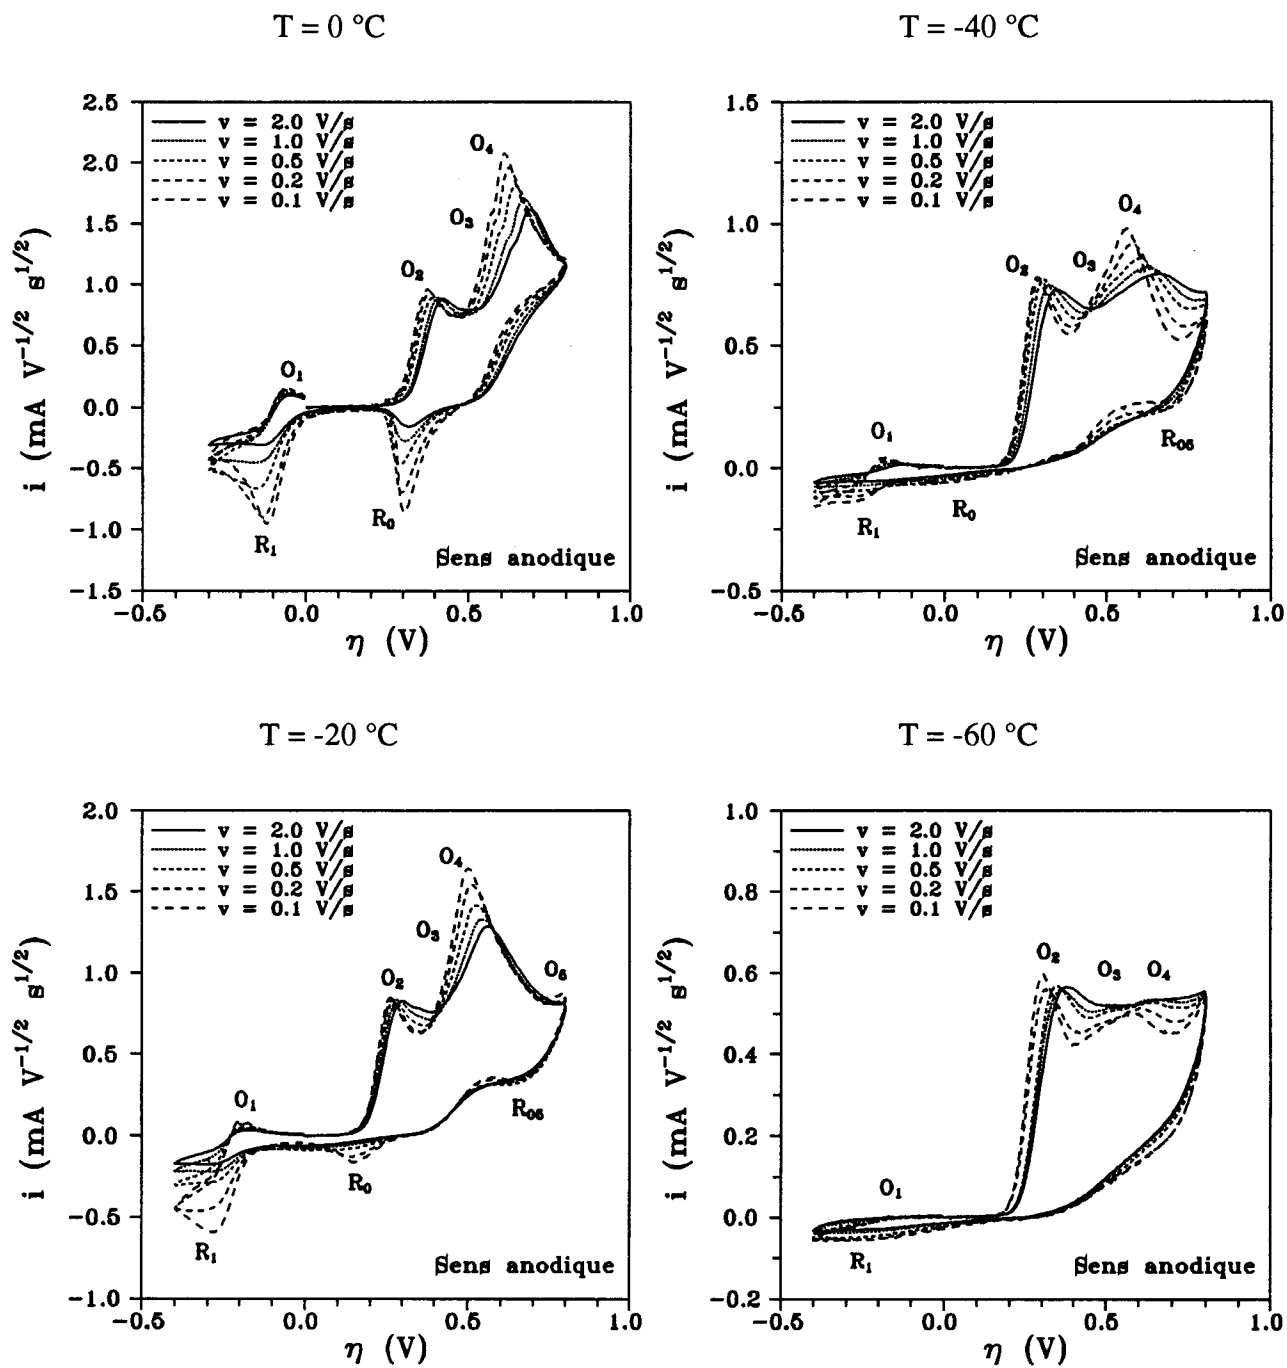 T = 0 °C
2.5
2.0
1.5
1.0
0.5
0.0
−0.5
−1.0
−1.5
i (mA V⁻¹/² s¹/²)
v = 2.0 V/s
v = 1.0 V/s
v = 0.5 V/s
v = 0.2 V/s
v = 0.1 V/s
O₄
O₃
O₂
O₁
R₀
R₁
Sens anodique
−0.5 0.0 0.5 1.0
η (V)
T = -40 °C
1.5
1.0
0.5
0.0
−0.5
i (mA V⁻¹/² s¹/²)
v = 2.0 V/s
v = 1.0 V/s
v = 0.5 V/s
v = 0.2 V/s
v = 0.1 V/s
O₄
O₂ O₃
O₁
R₀₅
R₀
R₁
Sens anodique
−0.5 0.0 0.5 1.0
η (V)
T = -20 °C
2.0
1.5
1.0
0.5
0.0
−0.5
−1.0
i (mA V⁻¹/² s¹/²)
v = 2.0 V/s
v = 1.0 V/s
v = 0.5 V/s
v = 0.2 V/s
v = 0.1 V/s
O₄
O₃
O₂ O₅
O₁
R₀₅
R₀
R₁
Sens anodique
−0.5 0.0 0.5 1.0
η (V)
T = -60 °C
1.0
0.8
0.6
0.4
0.2
0.0
−0.2
i (mA V⁻¹/² s¹/²)
v = 2.0 V/s
v = 1.0 V/s
v = 0.5 V/s
v = 0.2 V/s
v = 0.1 V/s
O₂ O₃ O₄
O₁
R₁
Sens anodique
−0.5 0.0 0.5 1.0
η (V)